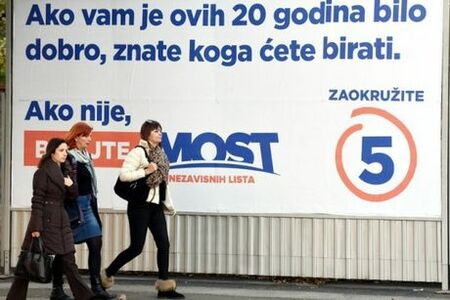 Ako vam je ovih 20 godina bilo
dobro, znate koga ćete birati.
Ako nije,
MOST
NEZAVISNIH LISTA
ZAOKRUŽITE
5